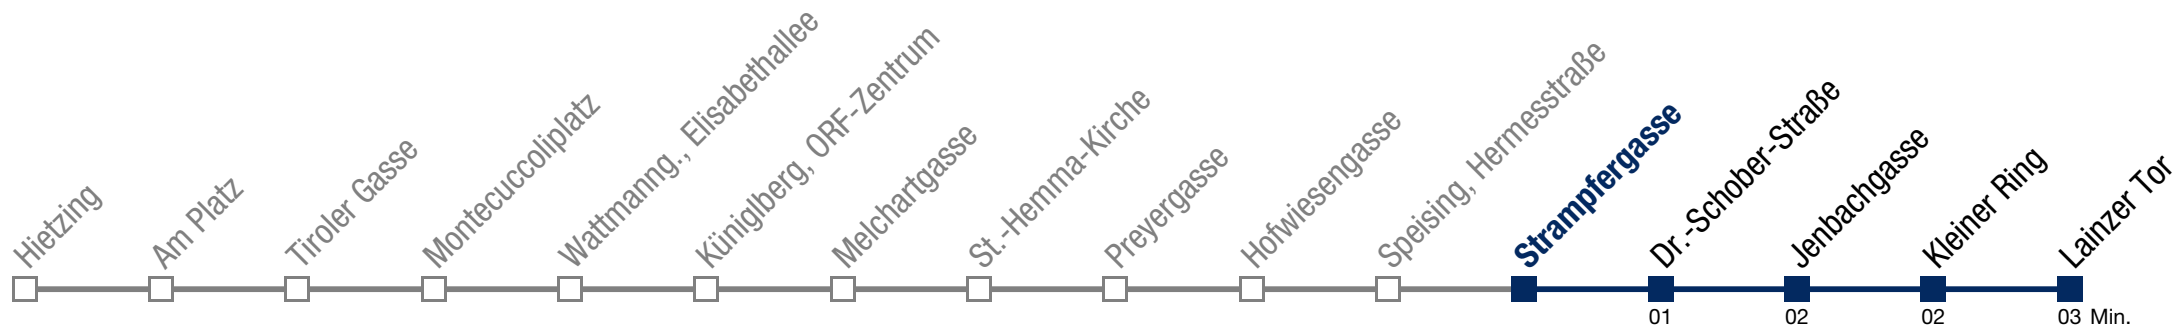 Hietzing
Am Platz
Tiroler Gasse
Montecuccoliplatz
Wattmanng., Elisabethallee
Küniglberg, ORF-Zentrum
Melchartgasse
St.-Hemma-Kirche
Preyergasse
Hofwiesengasse
Speising, Hermesstraße
Strampfergasse
Dr.-Schober-Straße
Jenbachgasse
Kleiner Ring
Lainzer Tor
01 02 02 03 Min.